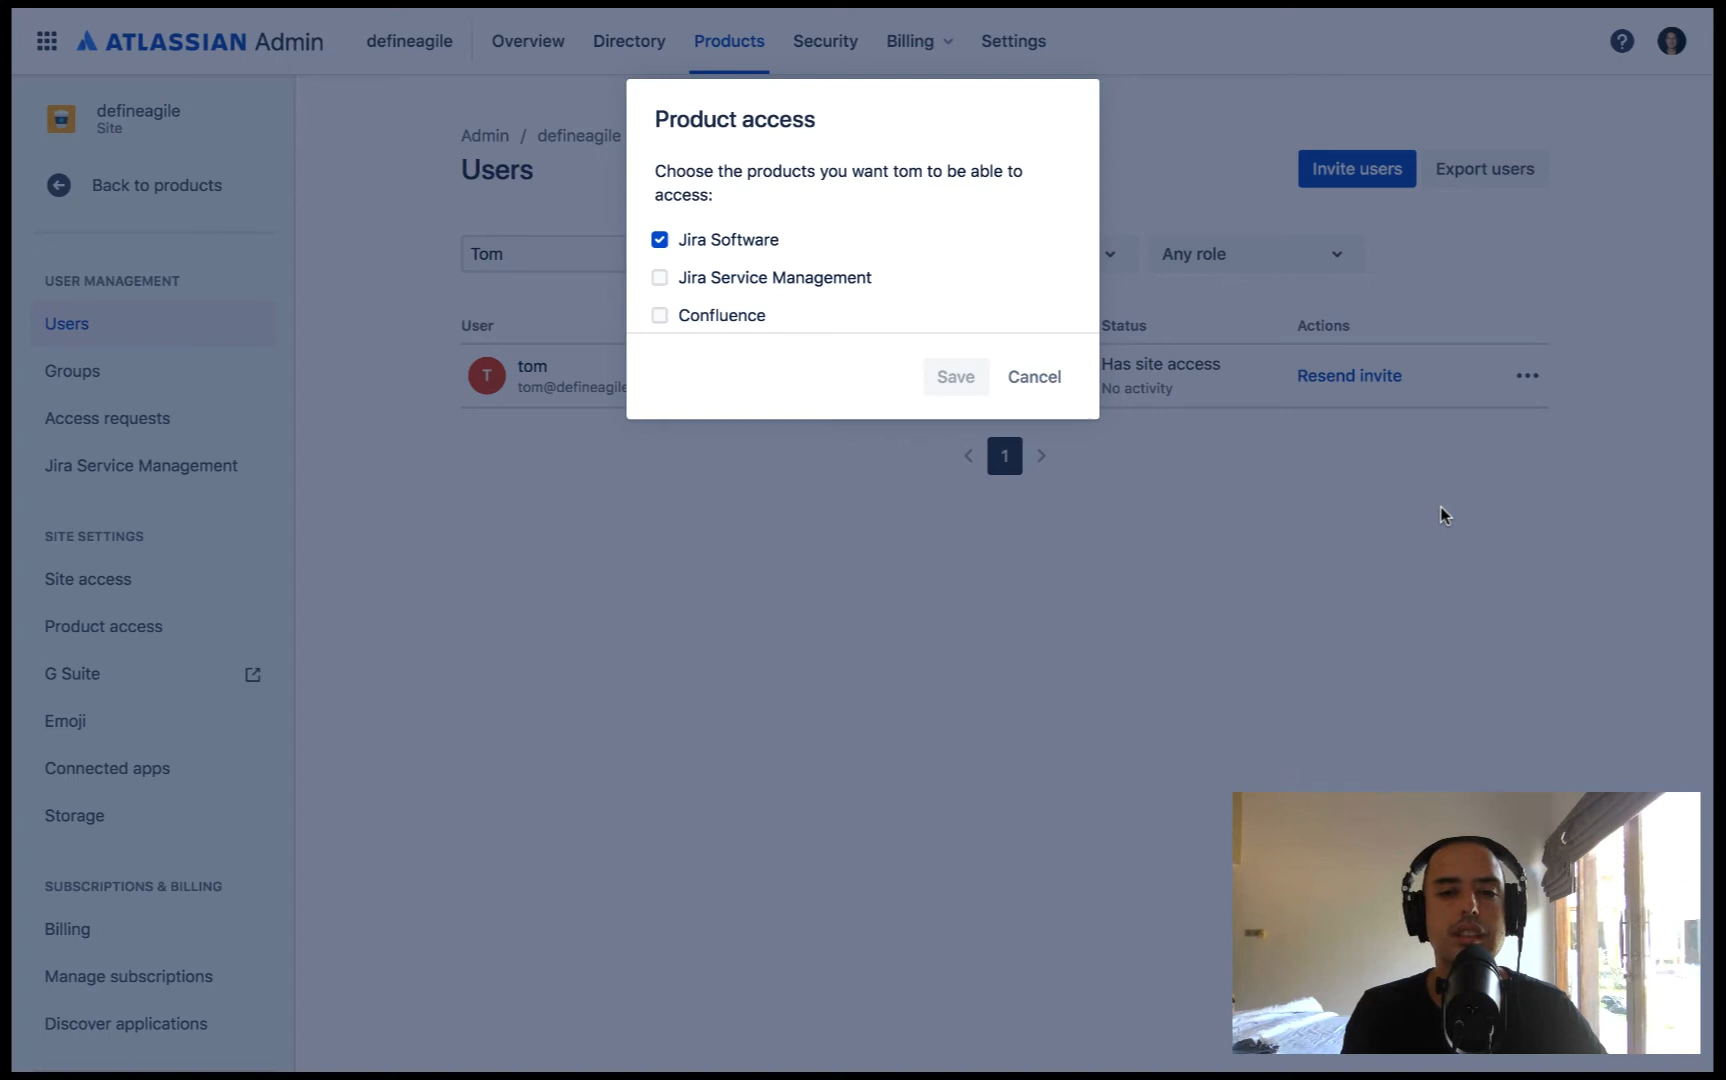 ATLASSIAN Admin
defineagile
Overview
Directory
Products
Security
Billing
Settings
?
defineagile
Site
Back to products
USER MANAGEMENT
Users
Groups
Access requests
Jira Service Management
SITE SETTINGS
Site access
Product access
G Suite
Emoji
Connected apps
Storage
SUBSCRIPTIONS & BILLING
Billing
Manage subscriptions
Discover applications
Admin / defineagile
Users
Invite users
Export users
Tom
Any role
User
Status
Actions
T
tom
tom@defineagile
Has site access
No activity
Resend invite
1
Product access
Choose the products you want tom to be able to
access:
Jira Software
Jira Service Management
Confluence
Save
Cancel